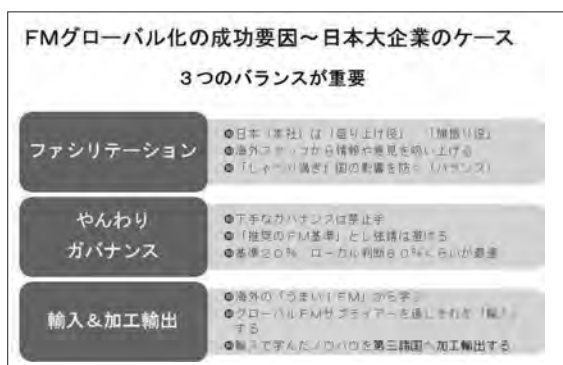 FMグローバル化の成功要因～日本大企業のケース
3つのバランスが重要
ファシリテーション
●日本（本社）は「盛り上げ役」「旗振り役」
●海外スタッフから情報や意見を吸い上げる
●「しゃべり過ぎ」国の影響を防ぐ（バランス）
やんわり
ガバナンス
●下手なガバナンスは禁止手
●「推奨のFM基準」とし強請は避ける
●基準20% ローカル判断80%くらいが最適
輸入＆加工輸出
●海外の「うまい！FM」から学ぶ
●グローバルFMサプライヤーを通しそれを「輸入」
する
●輸入で学んだノウハウを第三諸国へ加工輸出する